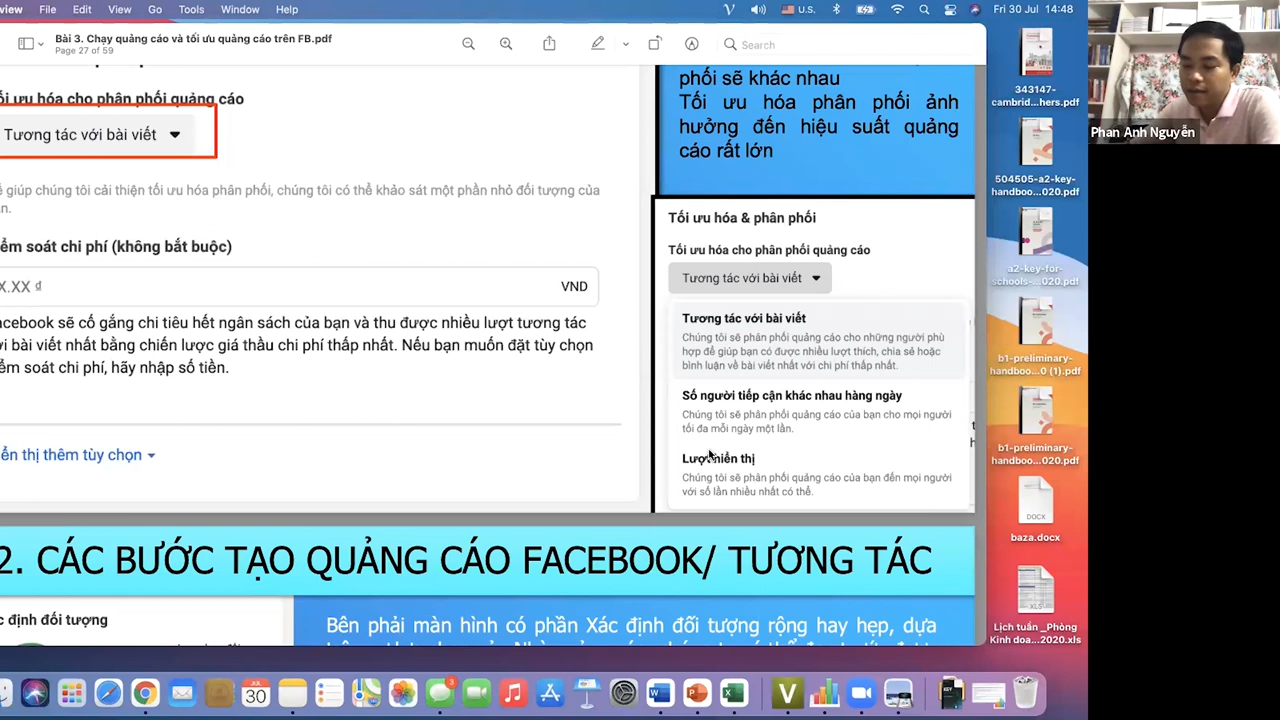 view File Edit View Go Tools Window Help U.S. Fri 30 Jul 14:48
Bài 3. Chạy quảng cáo và tối ưu quảng cáo trên FB.pdf
Page 27 of 59
Search
ối ưu hóa cho phân phối quảng cáo
Tương tác với bài viết
ể giúp chúng tôi cải thiện tối ưu hóa phân phối, chúng tôi có thể khảo sát một phần nhỏ đối tượng của
n.
ểm soát chi phí (không bắt buộc)
X.XX đ VND
acebook sẽ cố gắng chi tiêu hết ngân sách của bạn và thu được nhiều lượt tương tác
ới bài viết nhất bằng chiến lược giá thầu chi phí thấp nhất. Nếu bạn muốn đặt tùy chọn
ểm soát chi phí, hãy nhập số tiền.
ển thị thêm tùy chọn
phối sẽ khác nhau
Tối ưu hóa phân phối ảnh
hưởng đến hiệu suất quảng
cáo rất lớn
Tối ưu hóa & phân phối
Tối ưu hóa cho phân phối quảng cáo
Tương tác với bài viết
Tương tác với bài viết
Chúng tôi sẽ phân phối quảng cáo cho những người phù
hợp để giúp bạn có được nhiều lượt thích, chia sẻ hoặc
bình luận về bài viết nhất với chi phí thấp nhất.
Số người tiếp cận khác nhau hàng ngày
Chúng tôi sẽ phân phối quảng cáo của bạn cho mọi người
tối đa mỗi ngày một lần.
Lượt hiển thị
Chúng tôi sẽ phân phối quảng cáo của bạn đến mọi người
với số lần nhiều nhất có thể.
2. CÁC BƯỚC TẠO QUẢNG CÁO FACEBOOK/ TƯƠNG TÁC
c định đối tượng
Bên phải màn hình có phần Xác định đối tượng rộng hay hẹp, dựa
343147-
cambrid...hers.pdf
504505-a2-key-
handboo...020.pdf
a2-key-for-
schools-...020.pdf
b1-preliminary-
handboo...0 (1).pdf
b1-preliminary-
handboo...020.pdf
DOCX
baza.docx
XLS
Lịch tuần _Phòng
Kinh doa...2020.xls
Phan Anh Nguyễn
JUL
30
3